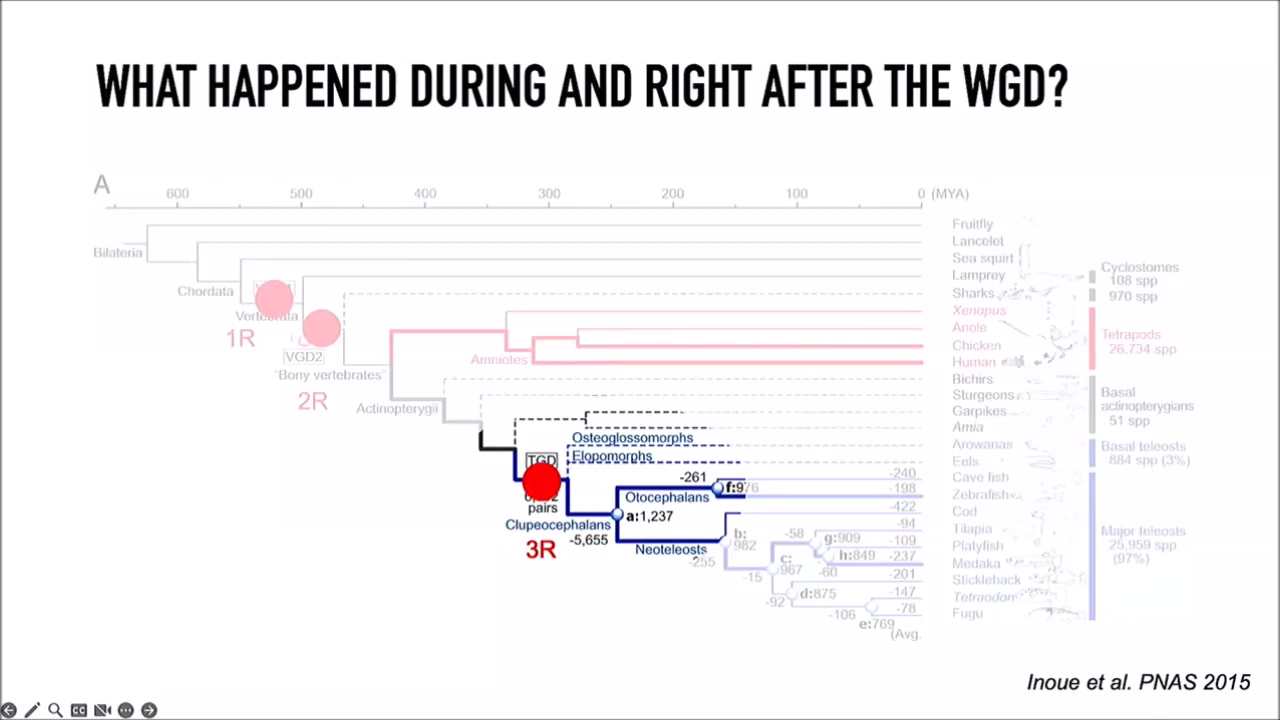 WHAT HAPPENED DURING AND RIGHT AFTER THE WGD?
A
600 500 400 300 200 100 0 (MYA)
Bilateria
Chordata
Vertebrata
1R
VGD2
"Bony vertebrates"
2R
Actinopterygii
Amniotes
Osteoglossomorphs
Elopomorphs
TGD
pairs
Clupeocephalans
3R
-5,655
a:1,237
-261
Otocephalans
f:976
Neoteleosts
-255
b:
982
-15
c:
967
-58
g:909
h:849
-60
-92
d:875
-106
e:769
-240
-198
-422
-94
-109
-237
-201
-147
-78
(Avg.
Fruitfly
Lancelet
Sea squirt
Lamprey
Sharks
Xenopus
Anole
Chicken
Human
Bichirs
Sturgeons
Garpikes
Amia
Arowanas
Eels
Cave fish
Zebrafish
Cod
Tilapia
Platyfish
Medaka
Stickleback
Tetraodon
Fugu
Cyclostomes
108 spp
970 spp
Tetrapods
26,734 spp
Basal
actinopterygians
51 spp
Basal teleosts
884 spp (3%)
Major teleosts
25,959 spp
(97%)
Inoue et al. PNAS 2015
CC